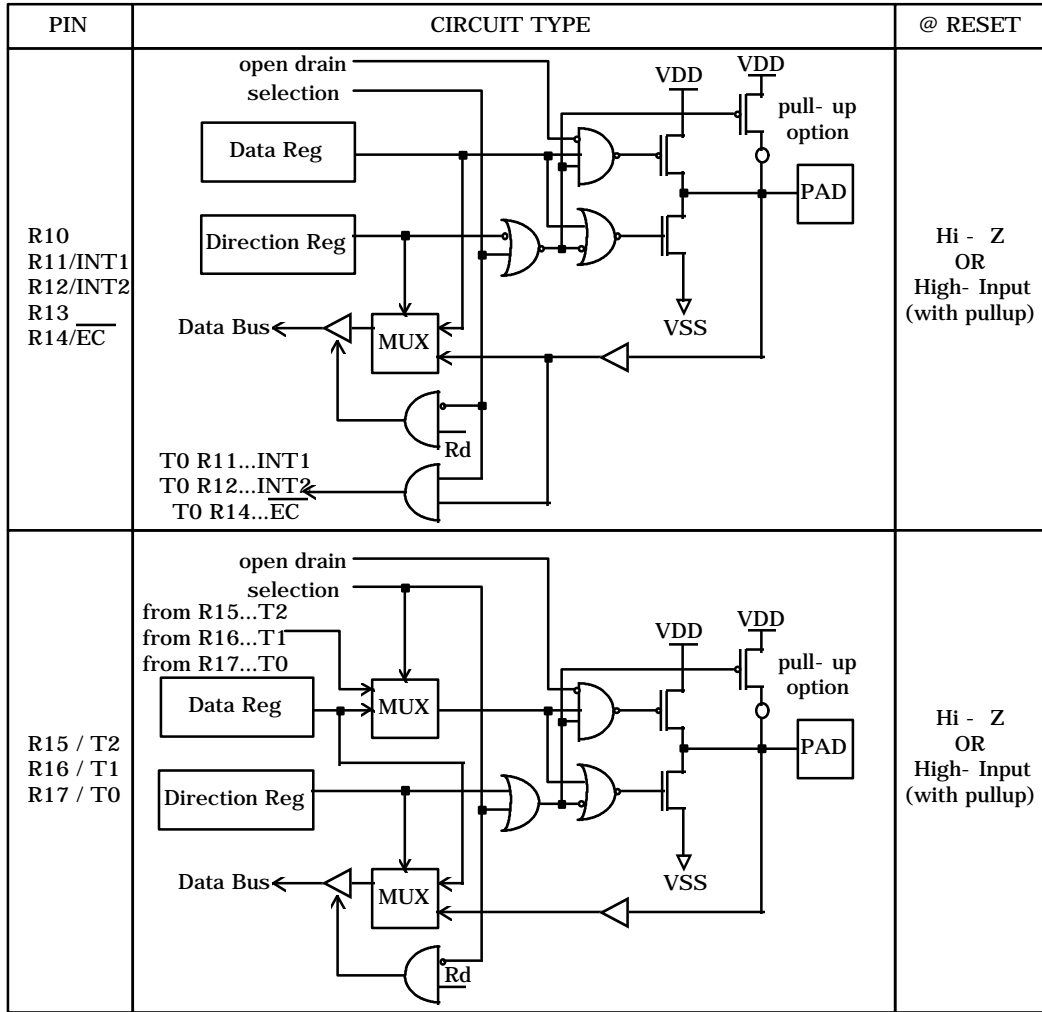 PIN
CIRCUIT TYPE
@ RESET
R10
R11/INT1
R12/INT2
R13
R14/EC
open drain
selection
VDD
VDD
pull- up
option
Data Reg
PAD
Direction Reg
Data Bus
MUX
VSS
Rd
T0 R11...INT1
T0 R12...INT2
T0 R14...EC
Hi - Z
OR
High- Input
(with pullup)
R15 / T2
R16 / T1
R17 / T0
open drain
selection
from R15...T2
from R16...T1
from R17...T0
VDD
VDD
pull- up
option
Data Reg
MUX
PAD
Direction Reg
Data Bus
MUX
VSS
Rd
Hi - Z
OR
High- Input
(with pullup)